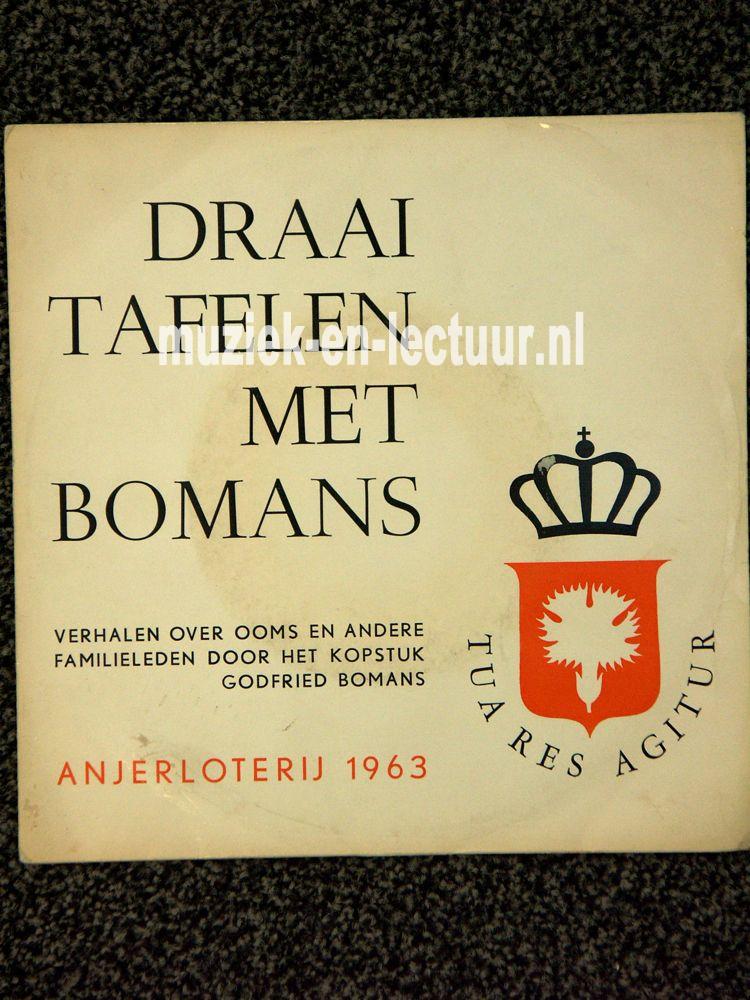 DRAAI
TAFELEN
muziek-en-lectuur.nl
MET
BOMANS
VERHALEN OVER OOMS EN ANDERE
FAMILIELEDEN DOOR HET KOPSTUK
GODFRIED BOMANS
ANJERLOTERIJ 1963
TUA RES AGITUR